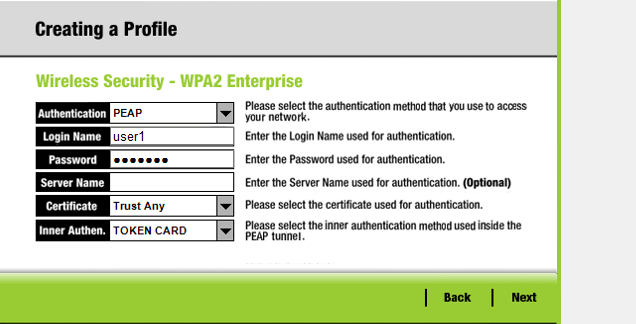 Creating a Profile
Wireless Security - WPA2 Enterprise
Authentication PEAP Please select the authentication method that you use to access
your network.
Login Name user1 Enter the Login Name used for authentication.
Password ●●●●●●● Enter the Password used for authentication.
Server Name Enter the Server Name used for authentication. (Optional)
Certificate Trust Any Please select the certificate used for authentication.
Inner Authen. TOKEN CARD Please select the inner authentication method used inside the
PEAP tunnel.
Back Next